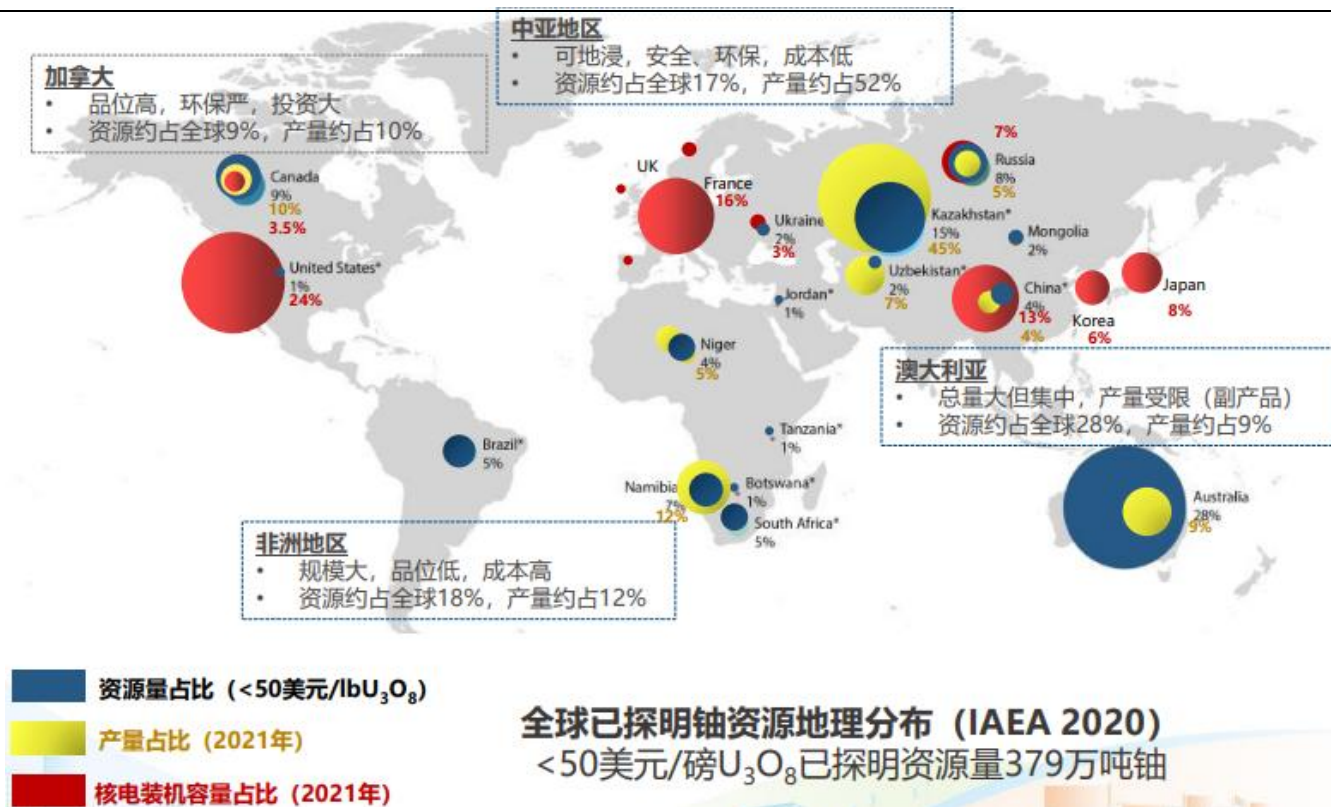 中亚地区
• 可地浸，安全、环保，成本低
• 资源约占全球17%，产量约占52%
加拿大
• 品位高，环保严，投资大
• 资源约占全球9%，产量约占10%
Canada
9%
10%
3.5%
United States*
1%
24%
UK
France
16%
Ukraine
2%
3%
7%
Russia
8%
5%
Kazakhstan*
15%
45%
Mongolia
2%
Uzbekistan*
2%
7%
Jordan*
1%
China*
4%
13%
4%
Korea
6%
Japan
8%
Niger
4%
5%
澳大利亚
• 总量大但集中，产量受限（副产品）
• 资源约占全球28%，产量约占9%
Brazil*
5%
Tanzania*
1%
Namibia
7%
12%
Botswana*
1%
South Africa*
5%
Australia
28%
9%
非洲地区
• 规模大，品位低，成本高
• 资源约占全球18%，产量约占12%
资源量占比（<50美元/lbU₃O₈）
产量占比（2021年）
核电装机容量占比（2021年）
全球已探明铀资源地理分布（IAEA 2020）
<50美元/磅U₃O₈已探明资源量379万吨铀